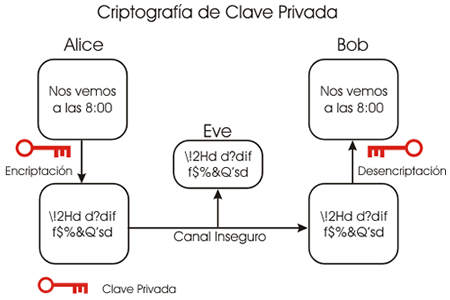 Criptografía de Clave Privada
Alice
Bob
Nos vemos
a las 8:00
Nos vemos
a las 8:00
Eve
\!2Hd d?dif
f$%&Q'sd
Encriptación
Desencriptación
\!2Hd d?dif
f$%&Q'sd
\!2Hd d?dif
f$%&Q'sd
Canal Inseguro
Clave Privada